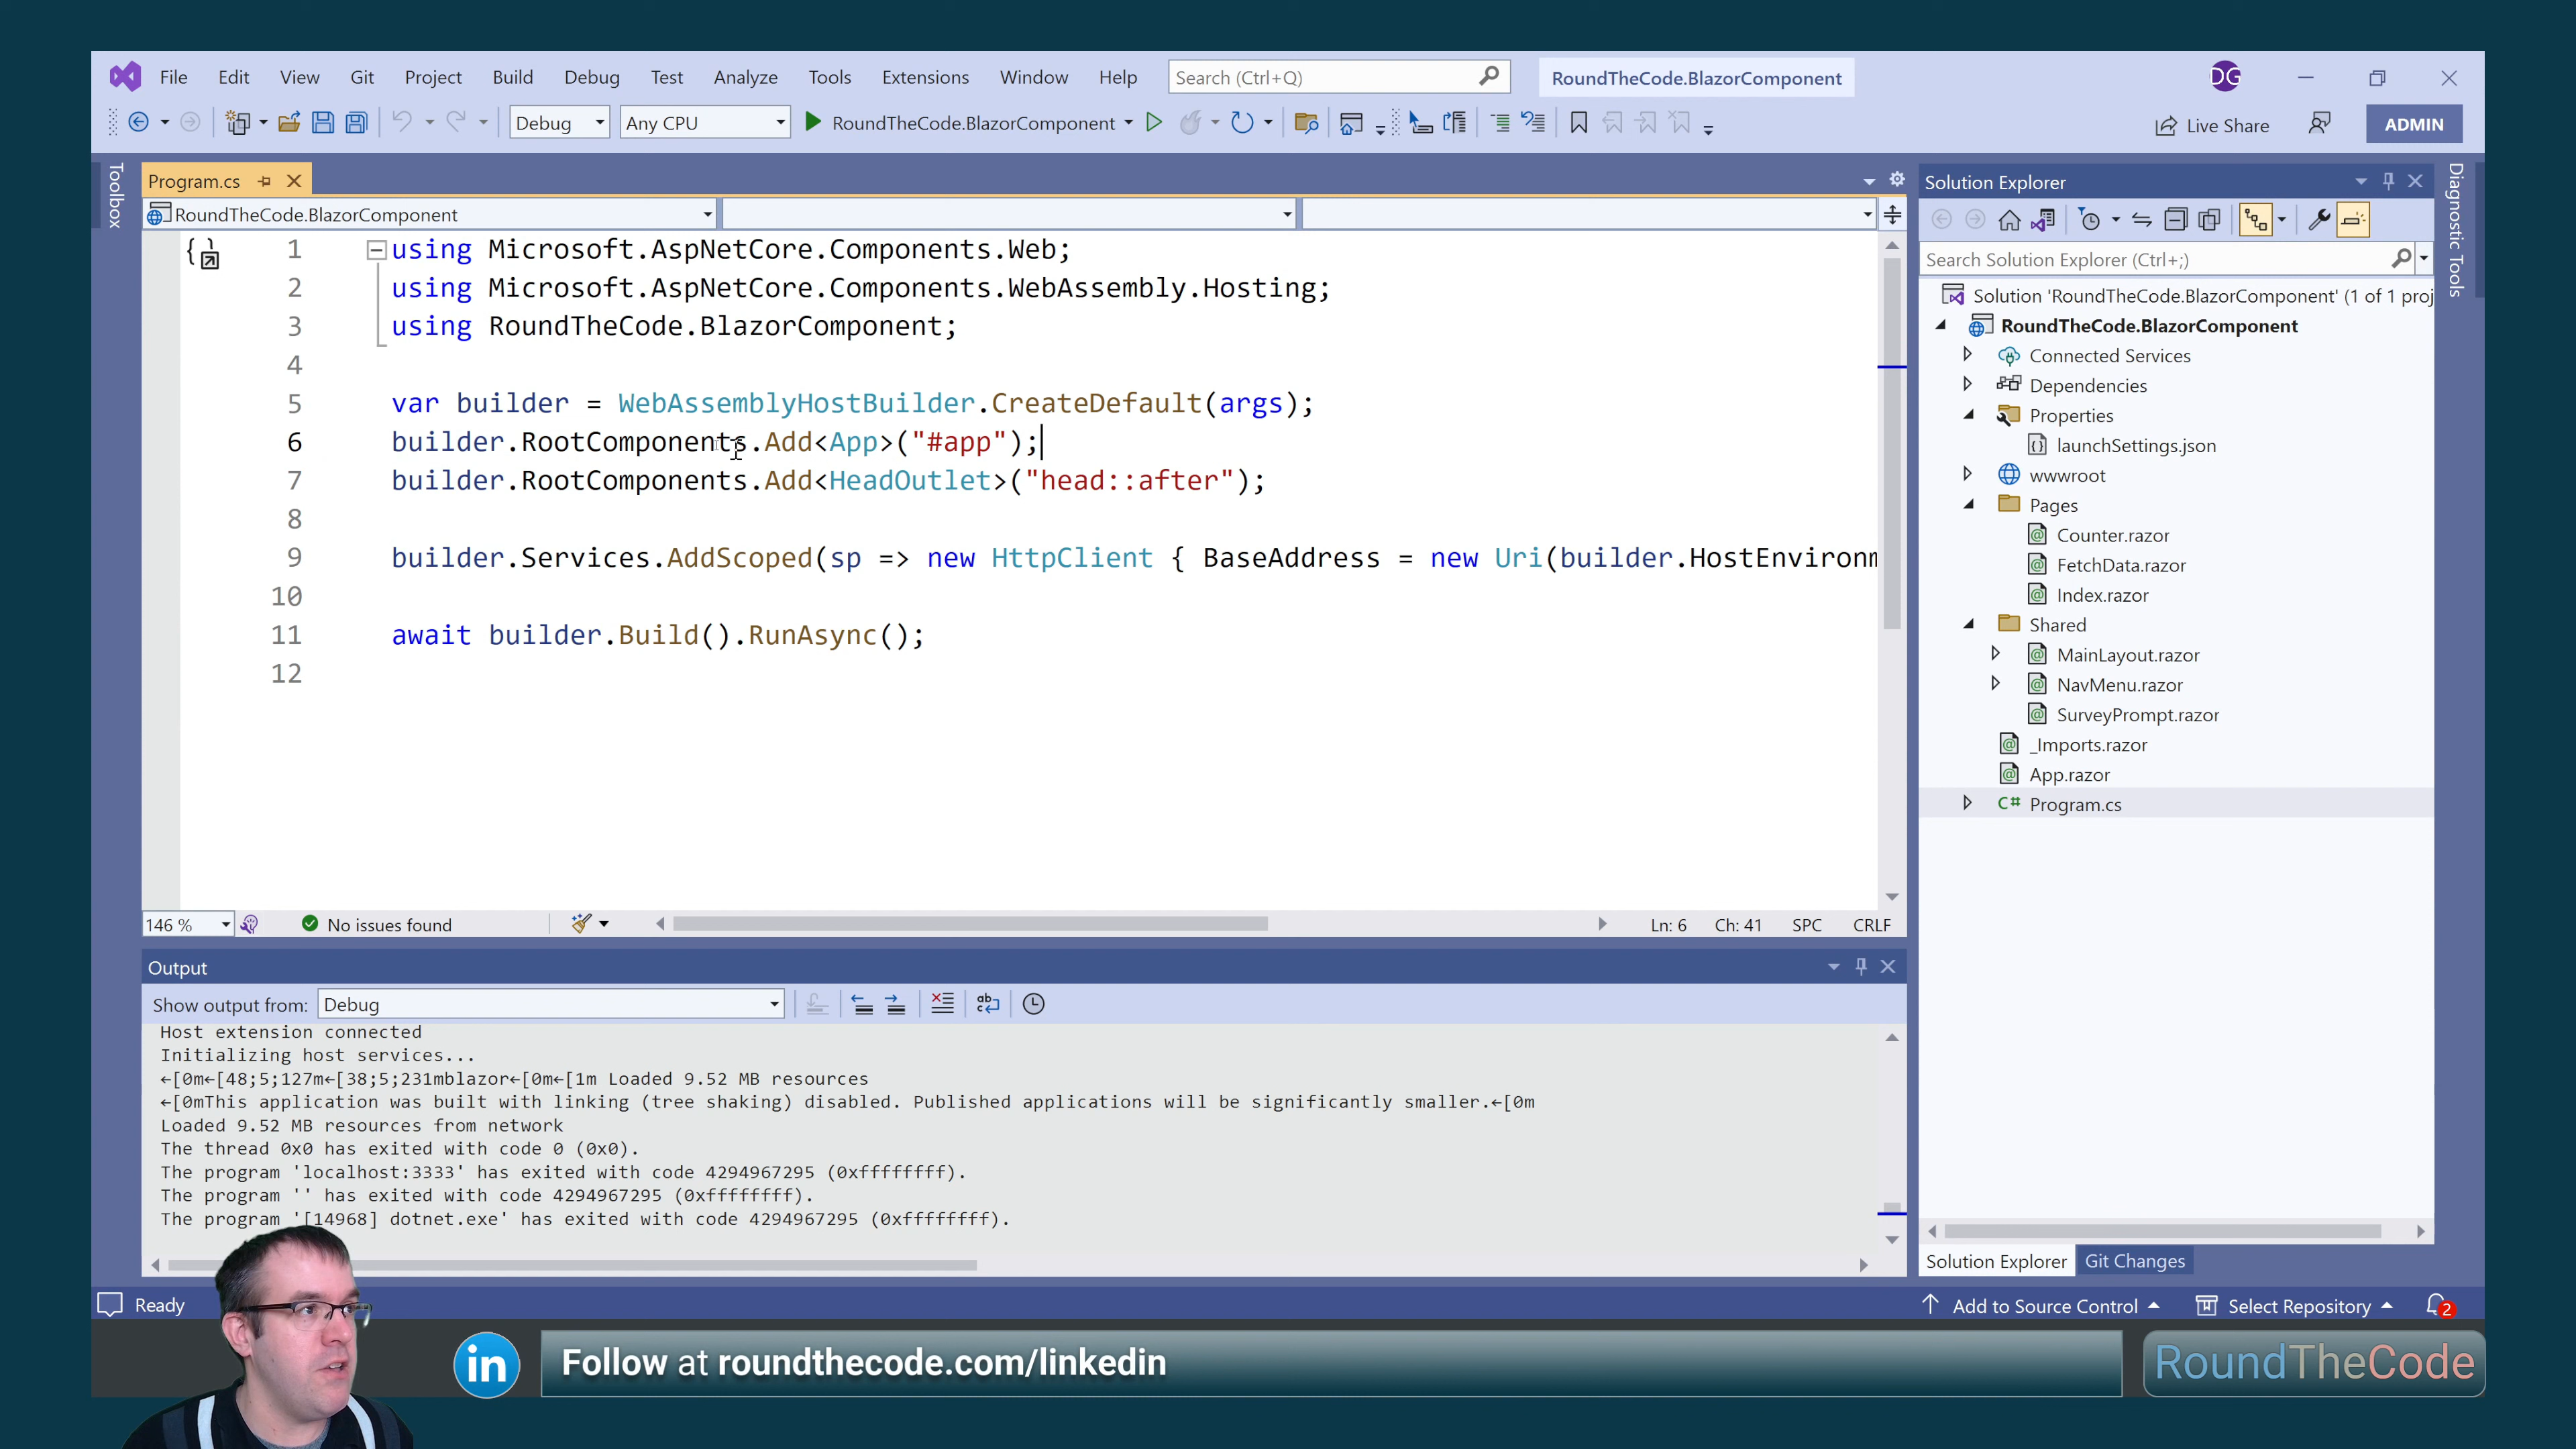 File Edit View Git Project Build Debug Test Analyze Tools Extensions Window Help Search (Ctrl+Q) RoundTheCode.BlazorComponent DG
Debug Any CPU RoundTheCode.BlazorComponent Live Share ADMIN
Toolbox
Program.cs
RoundTheCode.BlazorComponent
1 using Microsoft.AspNetCore.Components.Web;
2 using Microsoft.AspNetCore.Components.WebAssembly.Hosting;
3 using RoundTheCode.BlazorComponent;
4
5 var builder = WebAssemblyHostBuilder.CreateDefault(args);
6 builder.RootComponents.Add<App>("#app");
7 builder.RootComponents.Add<HeadOutlet>("head::after");
8
9 builder.Services.AddScoped(sp => new HttpClient { BaseAddress = new Uri(builder.HostEnvironm
10
11 await builder.Build().RunAsync();
12
146 % No issues found Ln: 6 Ch: 41 SPC CRLF
Output
Show output from: Debug
Host extension connected
Initializing host services...
←[0m←[48;5;127m←[38;5;231mblazor←[0m←[1m Loaded 9.52 MB resources
←[0mThis application was built with linking (tree shaking) disabled. Published applications will be significantly smaller.←[0m
Loaded 9.52 MB resources from network
The thread 0x0 has exited with code 0 (0x0).
The program 'localhost:3333' has exited with code 4294967295 (0xffffffff).
The program '' has exited with code 4294967295 (0xffffffff).
The program '[14968] dotnet.exe' has exited with code 4294967295 (0xffffffff).
Solution Explorer
Search Solution Explorer (Ctrl+;)
Solution 'RoundTheCode.BlazorComponent' (1 of 1 proj
RoundTheCode.BlazorComponent
Connected Services
Dependencies
Properties
launchSettings.json
wwwroot
Pages
Counter.razor
FetchData.razor
Index.razor
Shared
MainLayout.razor
NavMenu.razor
SurveyPrompt.razor
_Imports.razor
App.razor
C# Program.cs
Solution Explorer Git Changes
Diagnostic Tools
Ready Add to Source Control Select Repository 2
in Follow at roundthecode.com/linkedin RoundTheCode